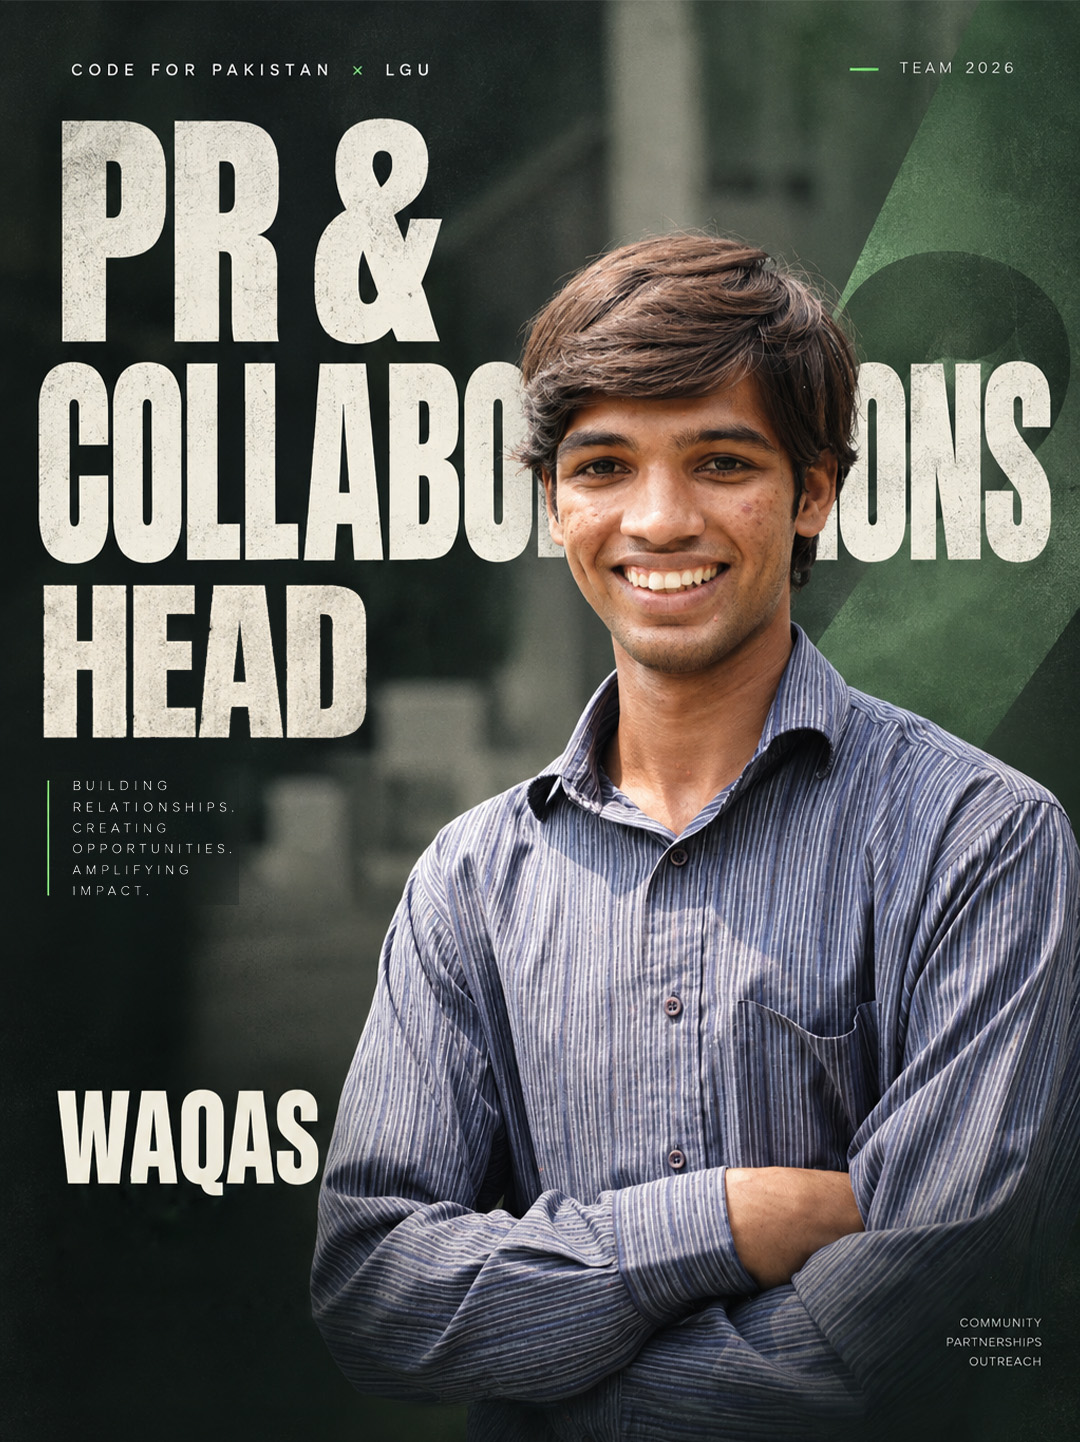 CODE FOR PAKISTAN × LGU
TEAM 2026
PR &
COLLABO IONS
HEAD
BUILDING
RELATIONSHIPS.
CREATING
OPPORTUNITIES.
AMPLIFYING
IMPACT.
WAQAS
COMMUNITY
PARTNERSHIPS
OUTREACH